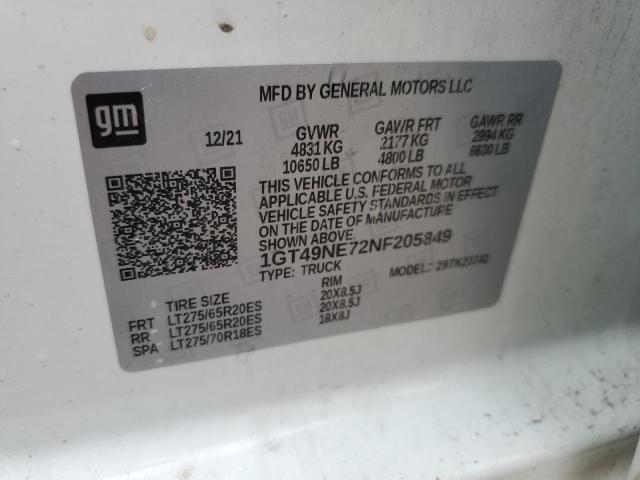 gm
MFD BY GENERAL MOTORS LLC
12/21 GVWR GAWR FRT GAWR RR
4831 KG 2177 KG 2994 KG
10650 LB 4800 LB 6600 LB
THIS VEHICLE CONFORMS TO ALL
APPLICABLE U.S. FEDERAL MOTOR
VEHICLE SAFETY STANDARDS IN EFFECT
ON THE DATE OF MANUFACTURE
SHOWN ABOVE.
1GT49NE72NF205849
TYPE: TRUCK MODEL:
TIRE SIZE RIM
FRT LT275/65R20ES 20X8.5J
RR LT275/65R20ES 20X8.5J
SPA LT275/70R18ES 18X8J